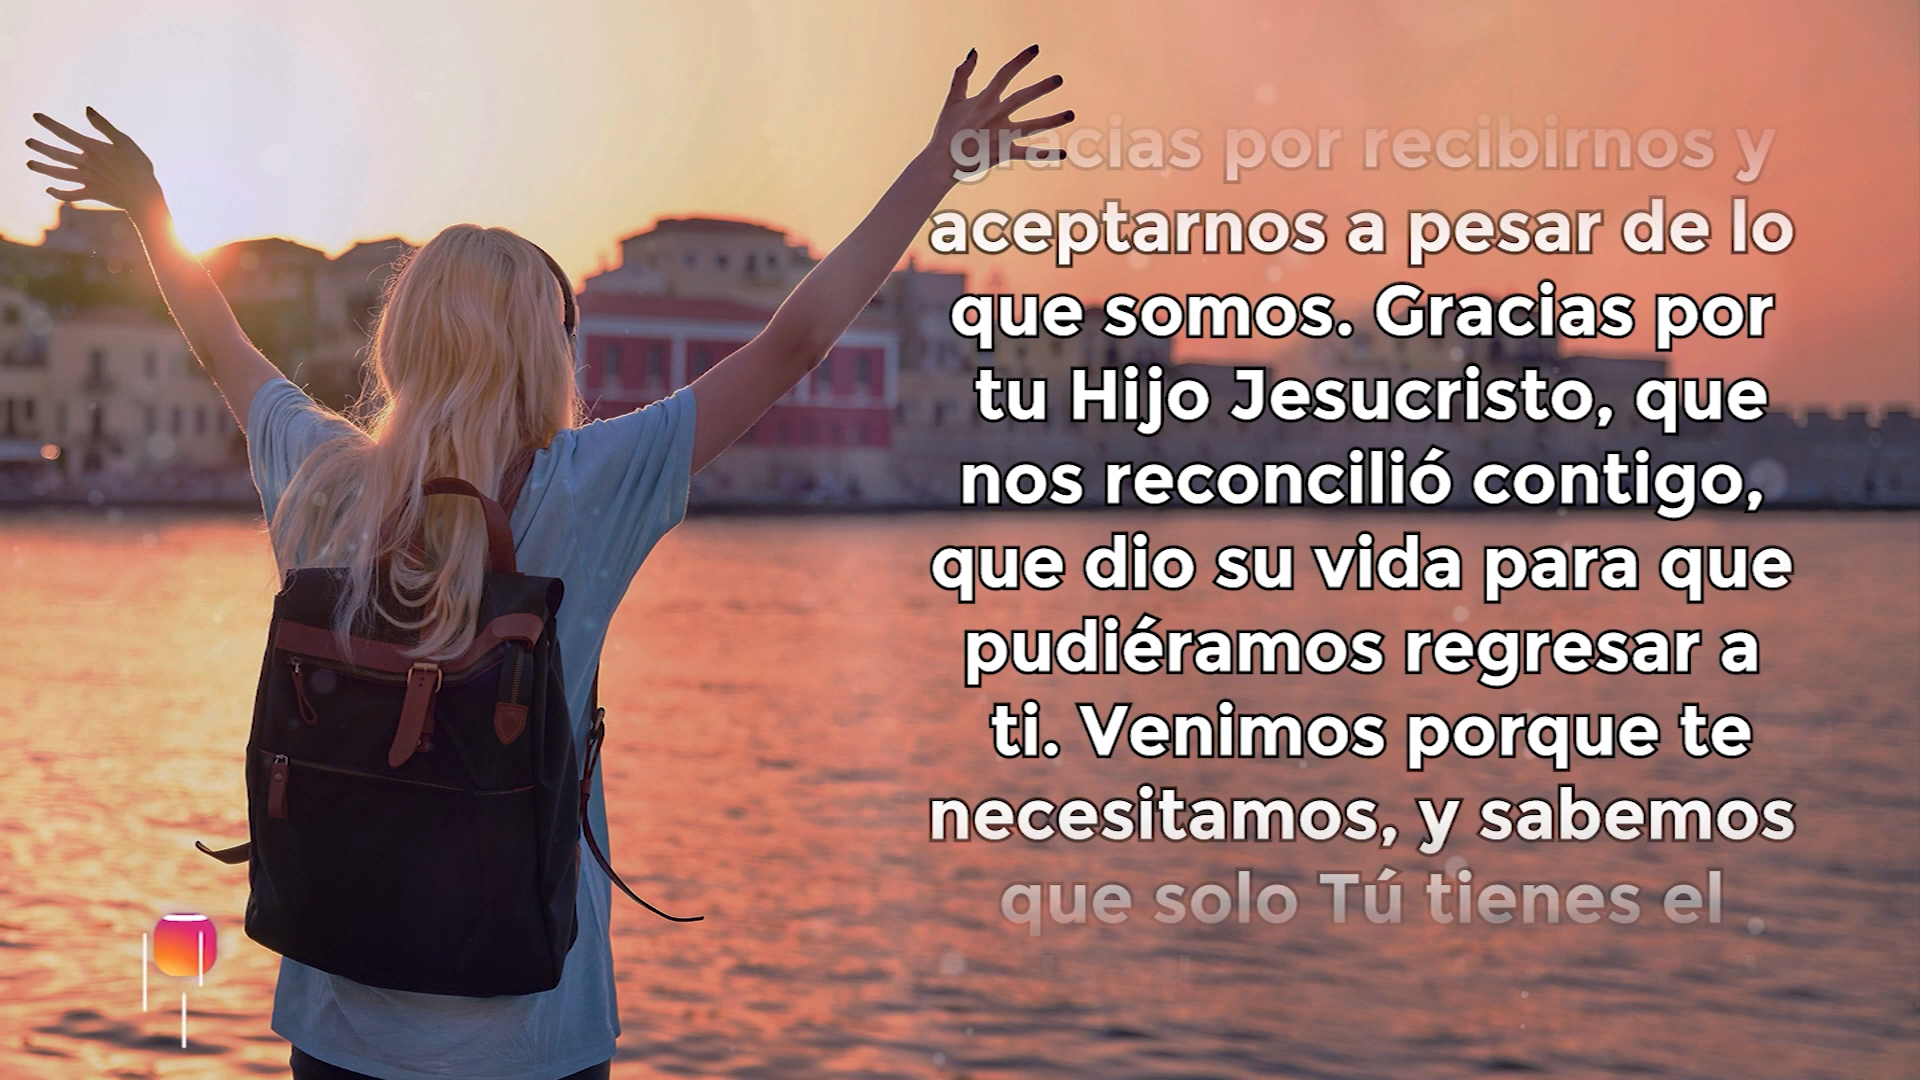 gracias por recibirnos y
aceptarnos a pesar de lo
que somos. Gracias por
tu Hijo Jesucristo, que
nos reconcilió contigo,
que dio su vida para que
pudiéramos regresar a
ti. Venimos porque te
necesitamos, y sabemos
que solo Tú tienes el